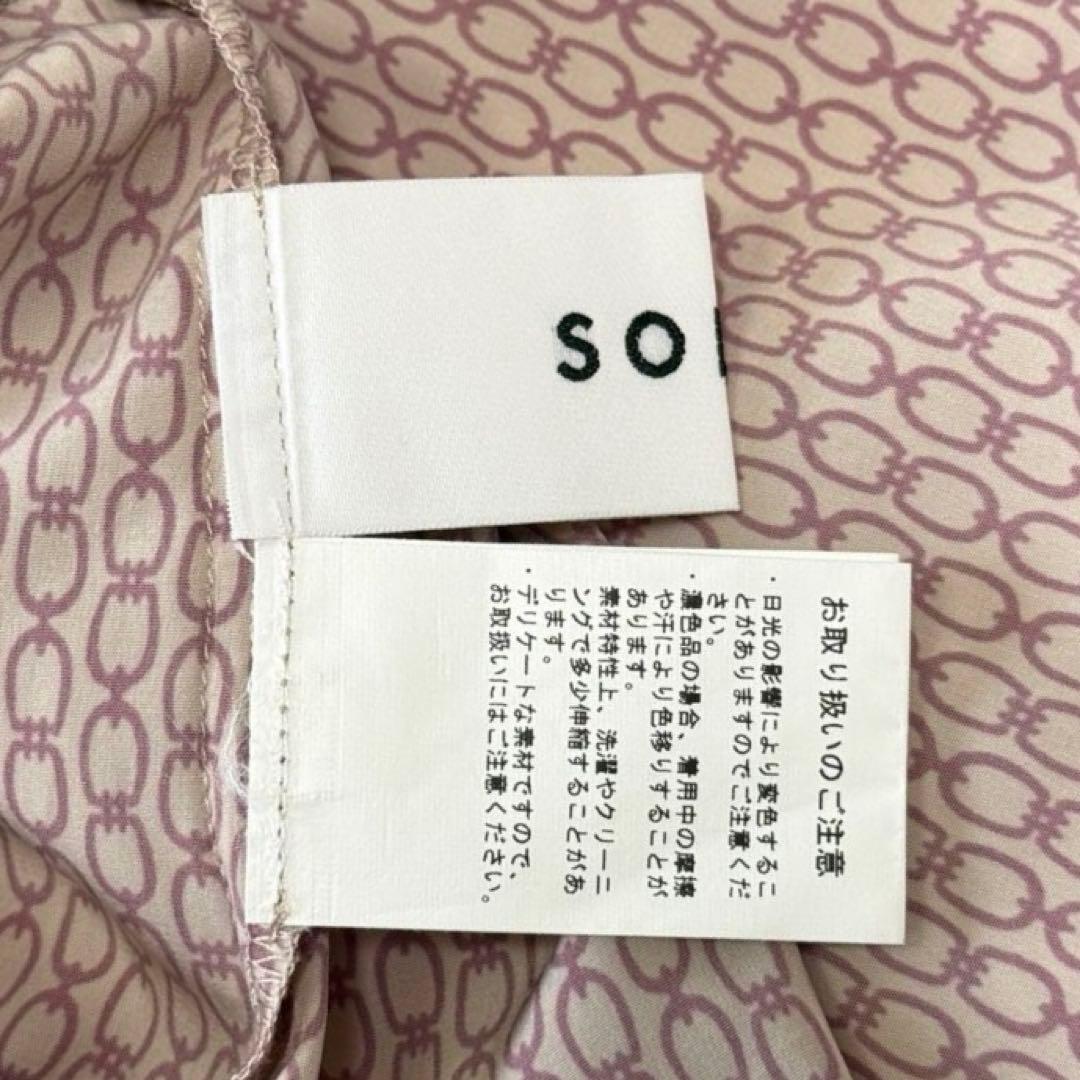 SO
お取り扱いのご注意
・日光の影響により変色するこ
とがありますのでご注意くだ
さい。
・濃色品の場合、着用中の摩擦
や汗により色移りすることが
あります。
素材特性上、洗濯やクリーニ
ングで多少伸縮することがあ
ります。
・デリケートな素材ですので、
お取扱いにはご注意ください。